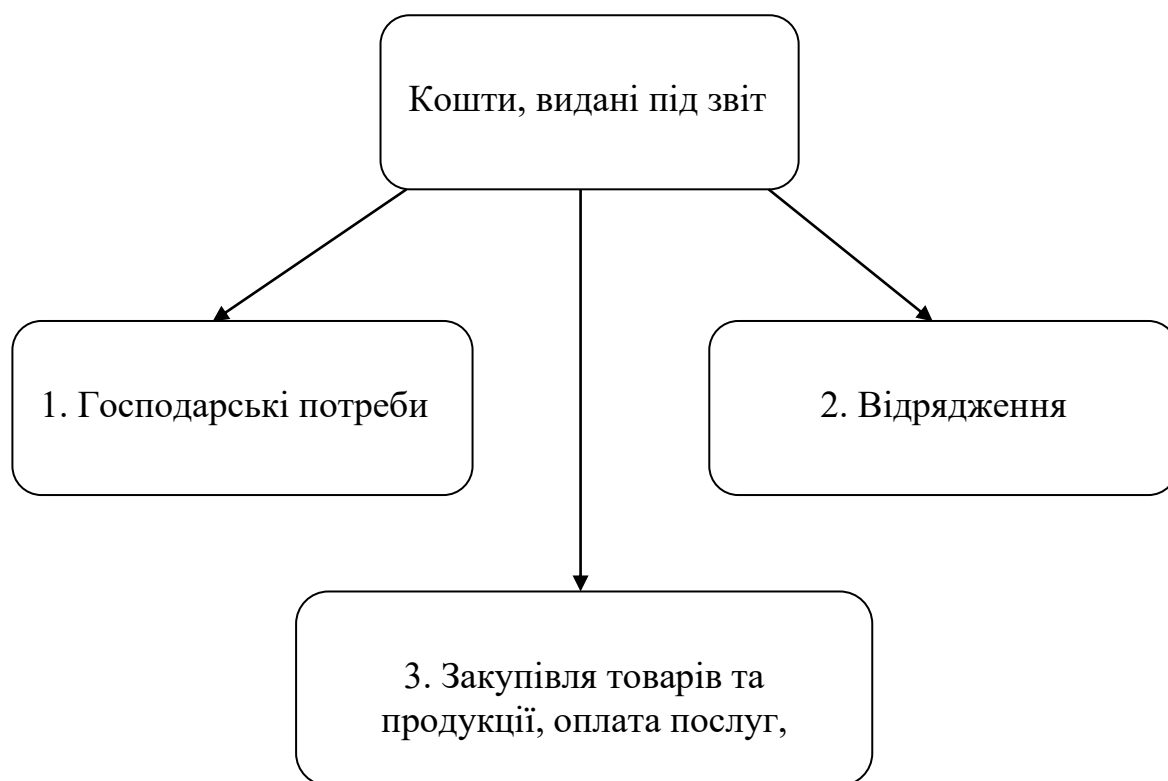 Кошти, видані під звіт
1. Господарські потреби
2. Відрядження
3. Закупівля товарів та
продукції, оплата послуг,